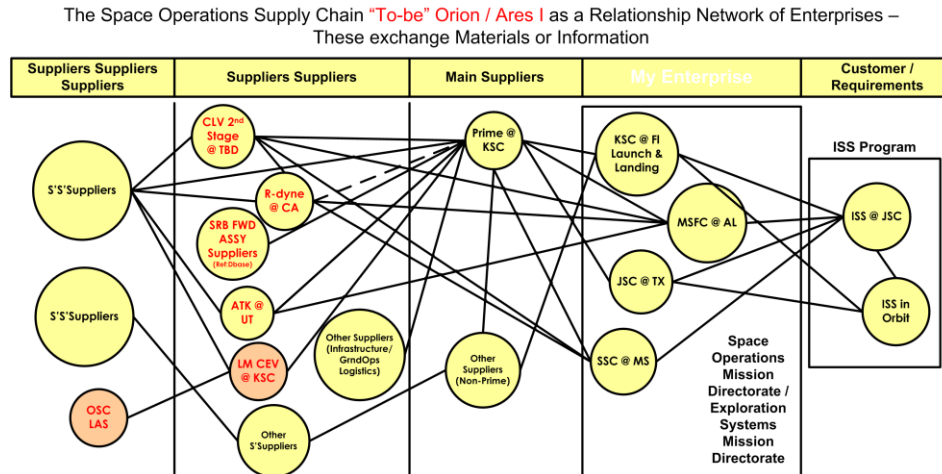 The Space Operations Supply Chain “To-be” Orion / Ares I as a Relationship Network of Enterprises –
These exchange Materials or Information
Suppliers Suppliers
Suppliers
Suppliers Suppliers
Main Suppliers
My Enterprise
Customer /
Requirements
S'S'Suppliers
S'S'Suppliers
OSC
LAS
CLV 2nd
Stage
@ TBD
R-dyne
@ CA
SRB FWD
ASSY
Suppliers
(Ref:Dbase)
ATK @
UT
LM CEV
@ KSC
Other Suppliers
(Infrastructure/
GrndOps
Logistics)
Other
S'Suppliers
Prime @
KSC
Other
Suppliers
(Non-Prime)
KSC @ Fl
Launch &
Landing
MSFC @ AL
JSC @ TX
SSC @ MS
Space
Operations
Mission
Directorate /
Exploration
Systems
Mission
Directorate
ISS Program
ISS @ JSC
ISS in
Orbit